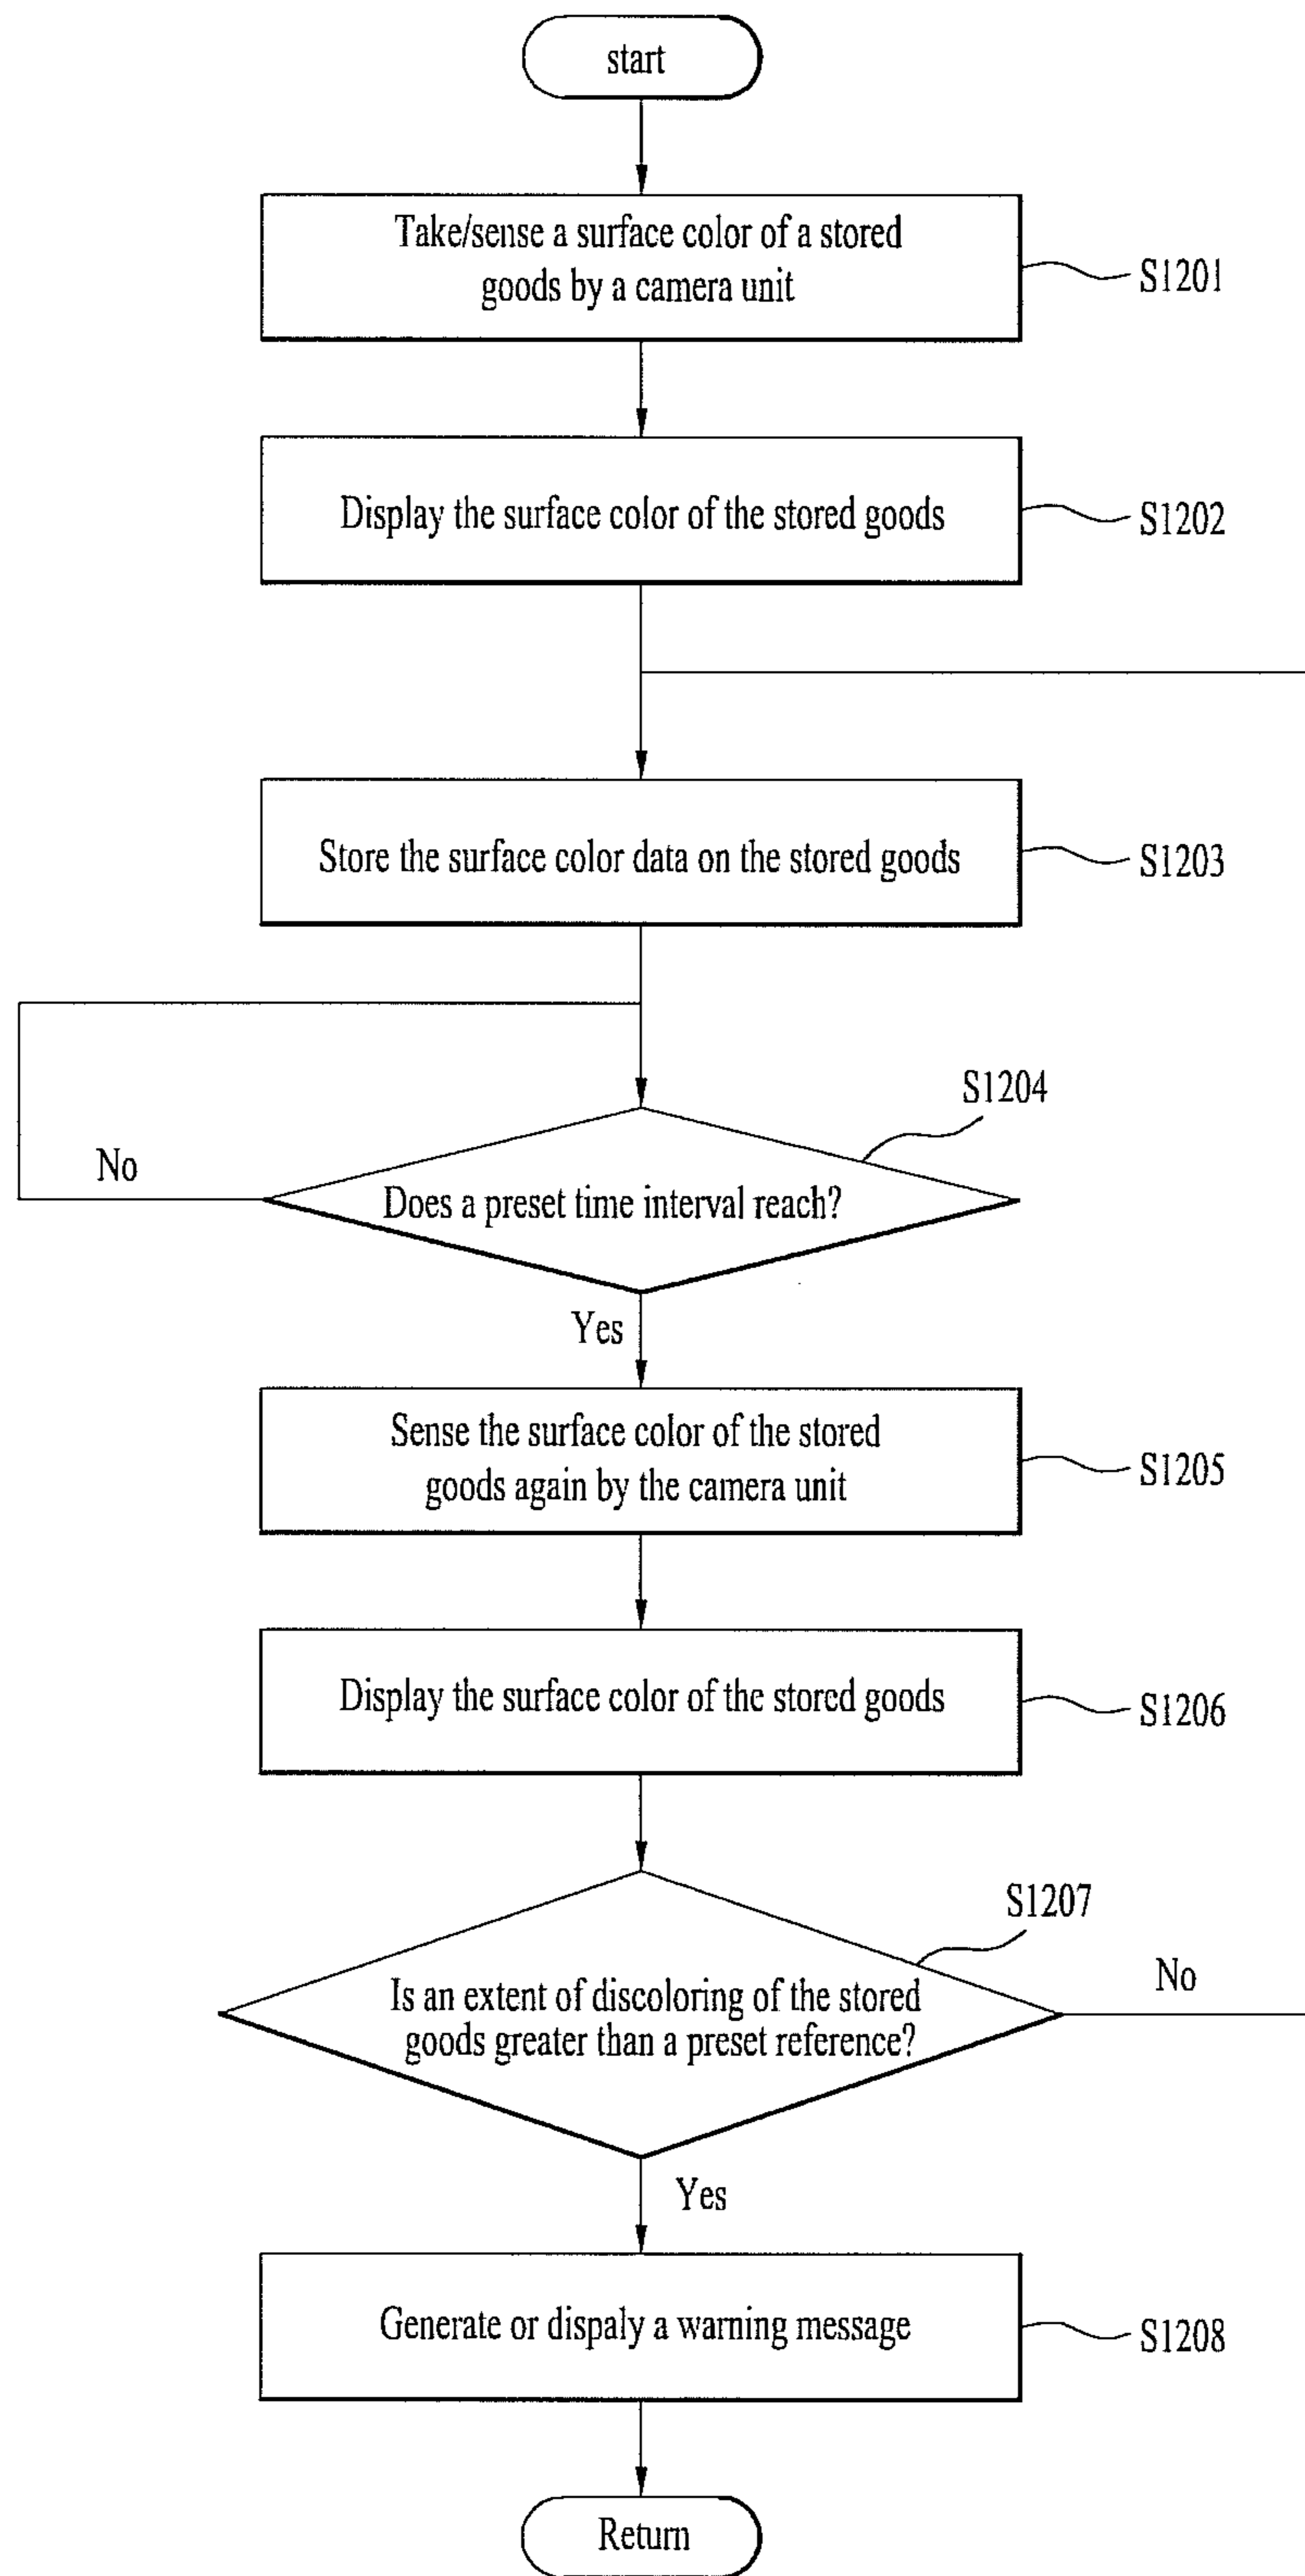 start
Take/sense a surface color of a stored
goods by a camera unit
S1201
Display the surface color of the stored goods
S1202
Store the surface color data on the stored goods
S1203
S1204
No
Does a preset time interval reach?
Yes
Sense the surface color of the stored
goods again by the camera unit
S1205
Display the surface color of the stored goods
S1206
S1207
No
Is an extent of discoloring of the stored
goods greater than a preset reference?
Yes
Generate or dispaly a warning message
S1208
Return